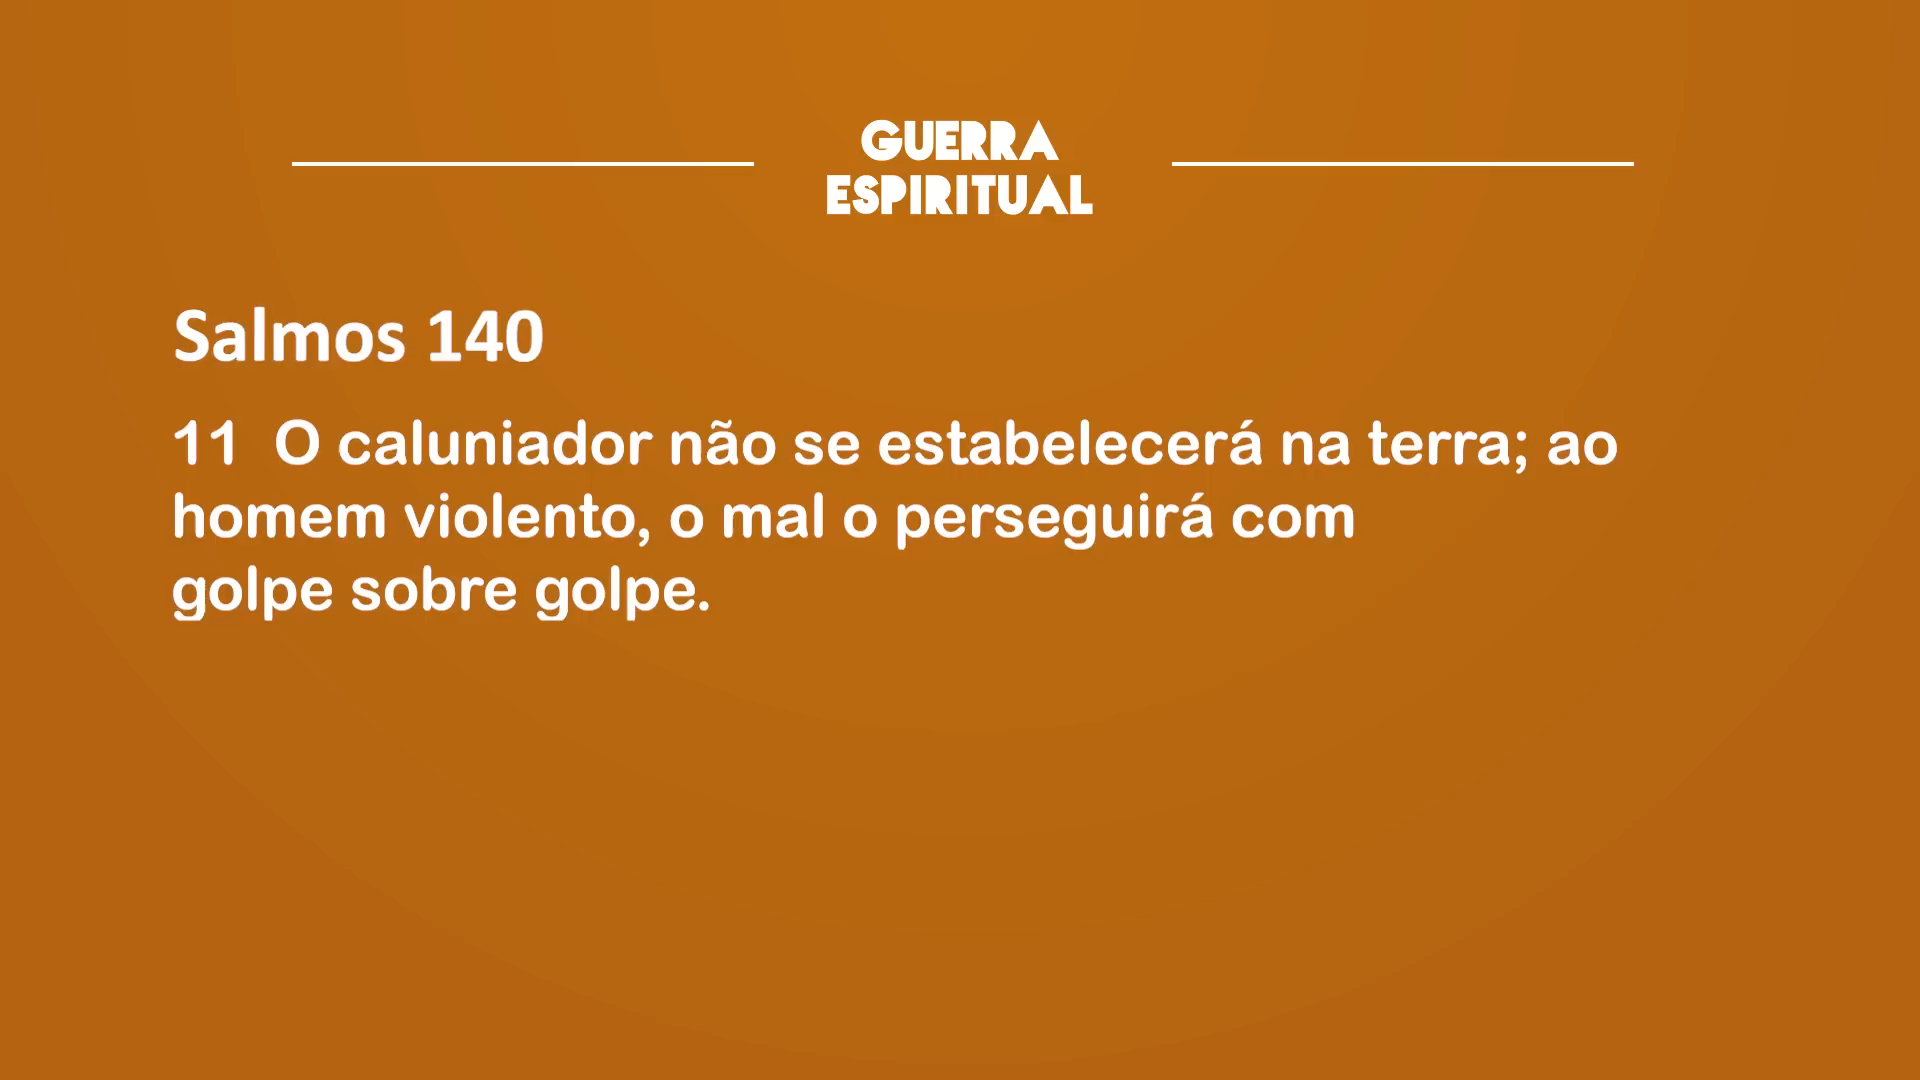 GUERRA
ESPIRITUAL
Salmos 140
11  O caluniador não se estabelecerá na terra; ao
homem violento, o mal o perseguirá com
golpe sobre golpe.